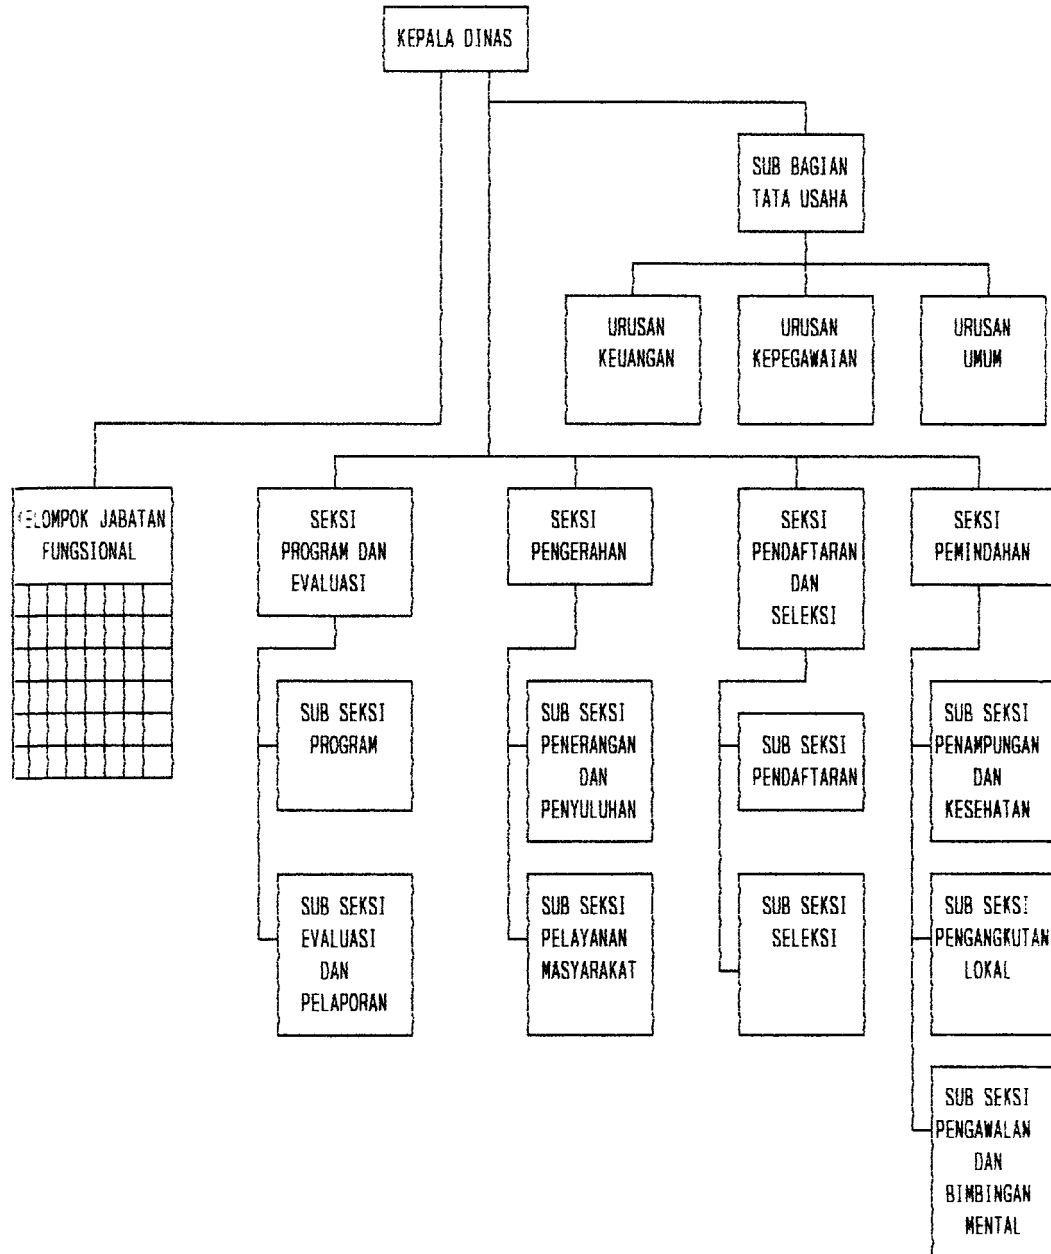 KEPALA DINAS
SUB BAGIAN
TATA USAHA
URUSAN
KEUANGAN
URUSAN
KEPEGAWAIAN
URUSAN
UMUM
KELOMPOK JABATAN
FUNGSIONAL
SEKSI
PROGRAM DAN
EVALUASI
SEKSI
PENGERAHAN
SEKSI
PENDAFTARAN
DAN
SELEKSI
SEKSI
PEMINDAHAN
SUB SEKSI
PROGRAM
SUB SEKSI
PENERANGAN
DAN
PENYULUHAN
SUB SEKSI
PENDAFTARAN
SUB SEKSI
PENAMPUNGAN
DAN
KESEHATAN
SUB SEKSI
EVALUASI
DAN
PELAPORAN
SUB SEKSI
PELAYANAN
MASYARAKAT
SUB SEKSI
SELEKSI
SUB SEKSI
PENGANGKUTAN
LOKAL
SUB SEKSI
PENGAWALAN
DAN
BIMBINGAN
MENTAL